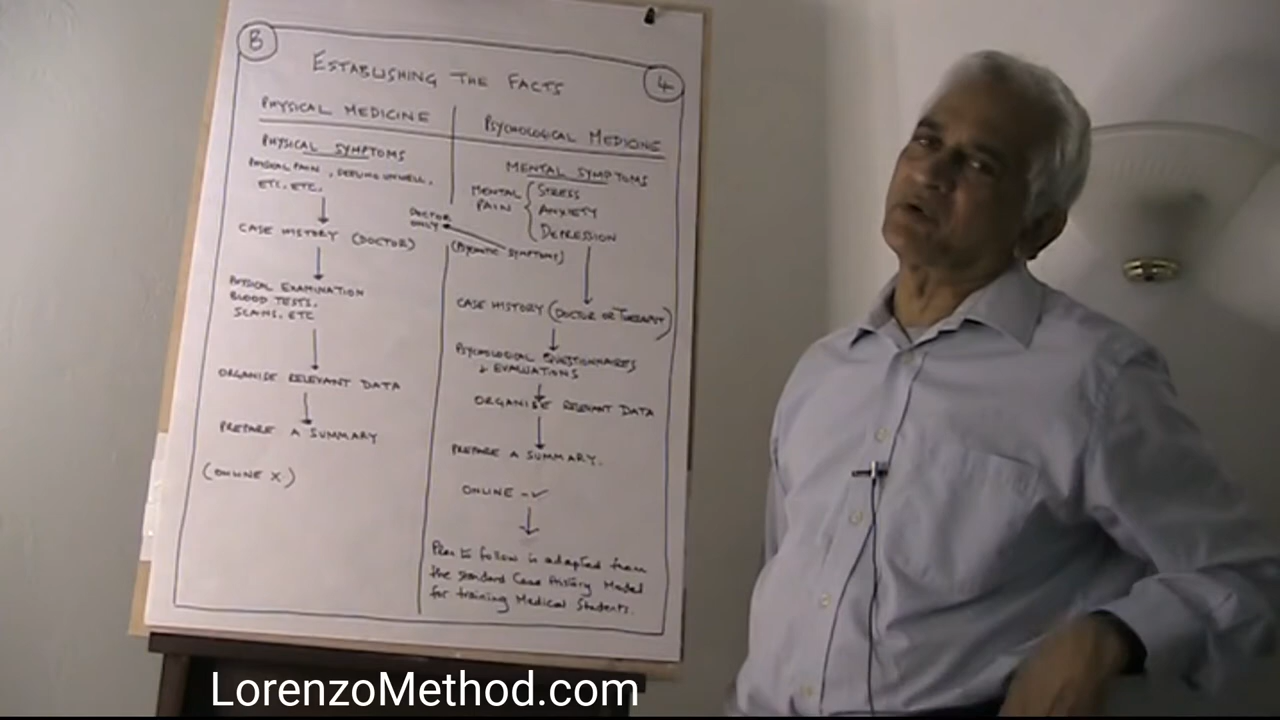 B
4
ESTABLISHING THE FACTS
PHYSICAL MEDICINE
PHYSICAL SYMPTOMS
PHYSICAL PAIN, FEELING UNWELL,
ETC. ETC.
CASE HISTORY (DOCTOR)
PHYSICAL EXAMINATION
BLOOD TESTS,
SCANS, ETC
ORGANISE RELEVANT DATA
PREPARE A SUMMARY
(ONLINE X)
PSYCHOLOGICAL MEDICINE
MENTAL SYMPTOMS
MENTAL PAIN
STRESS
ANXIETY
DEPRESSION
DOCTOR
ONLY
(PSYCHOTIC SYMPTOMS)
CASE HISTORY (DOCTOR OR THERAPIST)
PSYCHOLOGICAL QUESTIONNAIRES
+ EVALUATIONS
ORGANISE RELEVANT DATA
PREPARE A SUMMARY.
ONLINE - ✓
Plan to follow is adapted from
the standard Case History Model
for training Medical Students.
LorenzoMethod.com